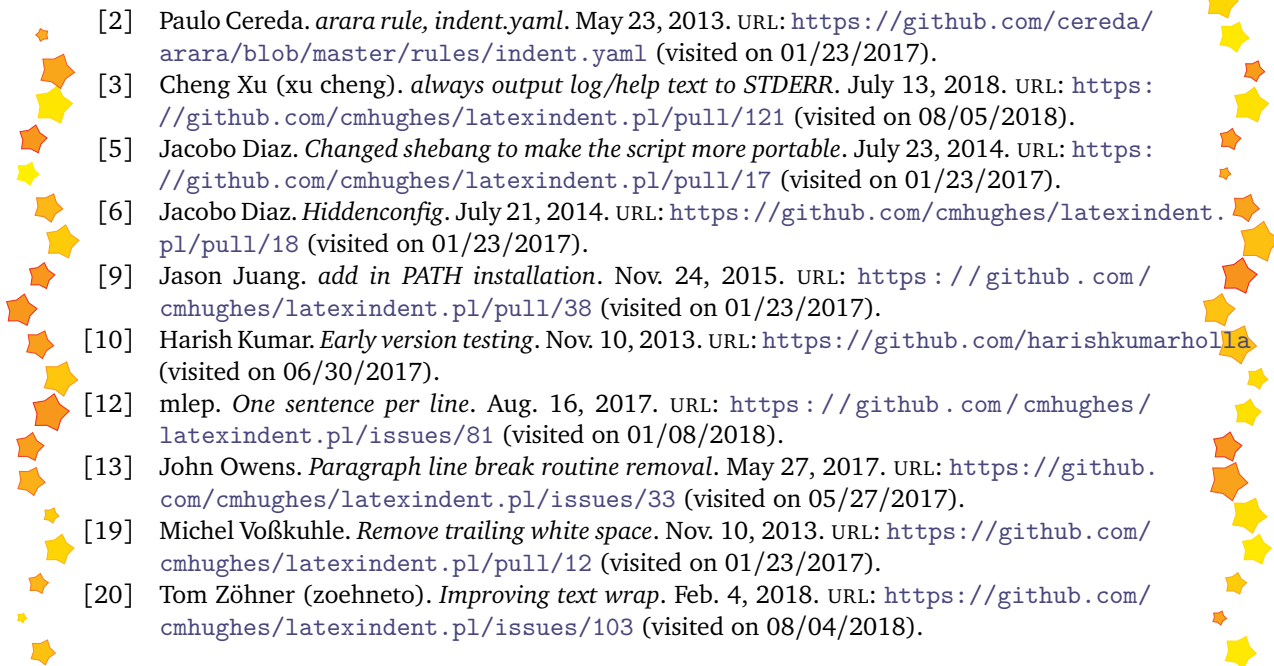 [2] Paulo Cereda. arara rule, indent.yaml. May 23, 2013. URL: https://github.com/cereda/
arara/blob/master/rules/indent.yaml (visited on 01/23/2017).
[3] Cheng Xu (xu cheng). always output log/help text to STDERR. July 13, 2018. URL: https:
//github.com/cmhughes/latexindent.pl/pull/121 (visited on 08/05/2018).
[5] Jacobo Diaz. Changed shebang to make the script more portable. July 23, 2014. URL: https:
//github.com/cmhughes/latexindent.pl/pull/17 (visited on 01/23/2017).
[6] Jacobo Diaz. Hiddenconfig. July 21, 2014. URL: https://github.com/cmhughes/latexindent.
pl/pull/18 (visited on 01/23/2017).
[9] Jason Juang. add in PATH installation. Nov. 24, 2015. URL: https://github.com/
cmhughes/latexindent.pl/pull/38 (visited on 01/23/2017).
[10] Harish Kumar. Early version testing. Nov. 10, 2013. URL: https://github.com/harishkumarholla
(visited on 06/30/2017).
[12] mlep. One sentence per line. Aug. 16, 2017. URL: https://github.com/cmhughes/
latexindent.pl/issues/81 (visited on 01/08/2018).
[13] John Owens. Paragraph line break routine removal. May 27, 2017. URL: https://github.
com/cmhughes/latexindent.pl/issues/33 (visited on 05/27/2017).
[19] Michel Voßkuhle. Remove trailing white space. Nov. 10, 2013. URL: https://github.com/
cmhughes/latexindent.pl/pull/12 (visited on 01/23/2017).
[20] Tom Zöhner (zoehneto). Improving text wrap. Feb. 4, 2018. URL: https://github.com/
cmhughes/latexindent.pl/issues/103 (visited on 08/04/2018).